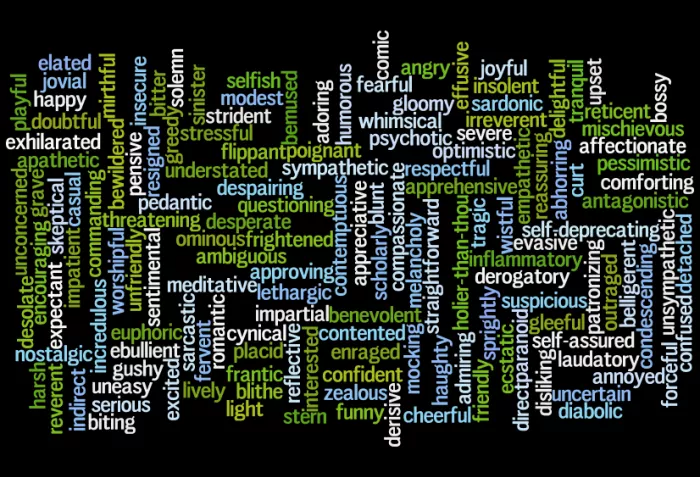 elated
jovial
happy
playful
doubtful
mirthful
exhilarated
apathetic
insecure
bitter
solemn
sinister
greedy
selfish
modest
strident
stressful
bemused
adoring
humorous
comic
fearful
angry
gloomy
whimsical
psychotic
effusive
joyful
insolent
sardonic
irreverent
severe
optimistic
delightful
tranquil
upset
reticent
mischievous
bossy
affectionate
pessimistic
comforting
antagonistic
unconcerned
grave
encouraging
desolate
skeptical
expectant
casual
impatient
commanding
bewildered
pensive
resigned
flippant
poignant
understated
sympathetic
respectful
despairing
apprehensive
empathetic
reassuring
abhorring
curt
pedantic
questioning
threatening
desperate
ominous
frightened
ambiguous
approving
contemptuous
appreciative
blunt
scholarly
compassionate
melancholy
straightforward
holier-than-thou
tragic
wistful
self-deprecating
evasive
inflammatory
derogatory
patronizing
outraged
belligerent
condescending
unsympathetic
detached
confused
forceful
incredulous
worshipful
unfriendly
sentimental
meditative
lethargic
suspicious
impartial
benevolent
sarcastic
romantic
fervent
cynical
contented
euphoric
ebullient
nostalgic
gushy
placid
reflective
interested
enraged
mocking
haughty
admiring
sprightly
ecstatic
paranoid
direct
gleeful
self-assured
disliking
laudatory
annoyed
harsh
reverent
indirect
uneasy
serious
biting
excited
lively
frantic
blithe
light
confident
zealous
stern
funny
derisive
cheerful
friendly
uncertain
diabolic